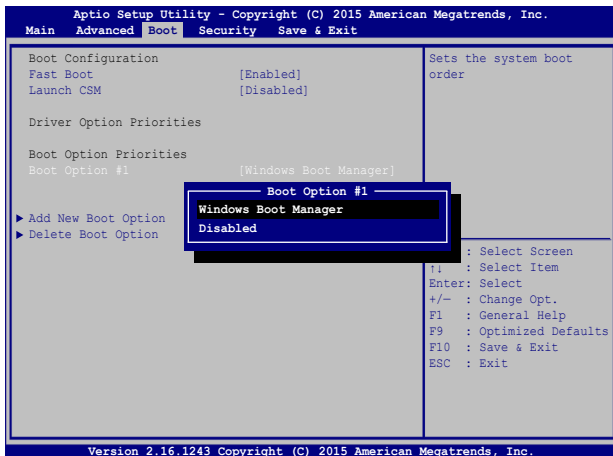 Aptio Setup Utility - Copyright (C) 2015 American Megatrends, Inc.
Main Advanced Boot Security Save & Exit
Boot Configuration
Fast Boot [Enabled]
Launch CSM [Disabled]
Driver Option Priorities
Boot Option Priorities
Boot Option #1 [Windows Boot Manager]
▶ Add New Boot Option
▶ Delete Boot Option
Boot Option #1
Windows Boot Manager
Disabled
Sets the system boot
order
: Select Screen
↑↓ : Select Item
Enter: Select
+/— : Change Opt.
F1 : General Help
F9 : Optimized Defaults
F10 : Save & Exit
ESC : Exit
Version 2.16.1243 Copyright (C) 2015 American Megatrends, Inc.